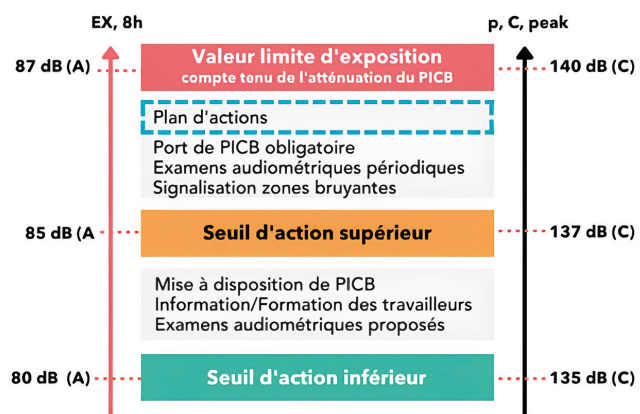 EX, 8h
p, C, peak
87 dB (A)
Valeur limite d'exposition
compte tenu de l'atténuation du PICB
140 dB (C)
Plan d'actions
Port de PICB obligatoire
Examens audiométriques périodiques
Signalisation zones bruyantes
85 dB (A
Seuil d'action supérieur
137 dB (C)
Mise à disposition de PICB
Information/Formation des travailleurs
Examens audiométriques proposés
80 dB (A)
Seuil d'action inférieur
135 dB (C)